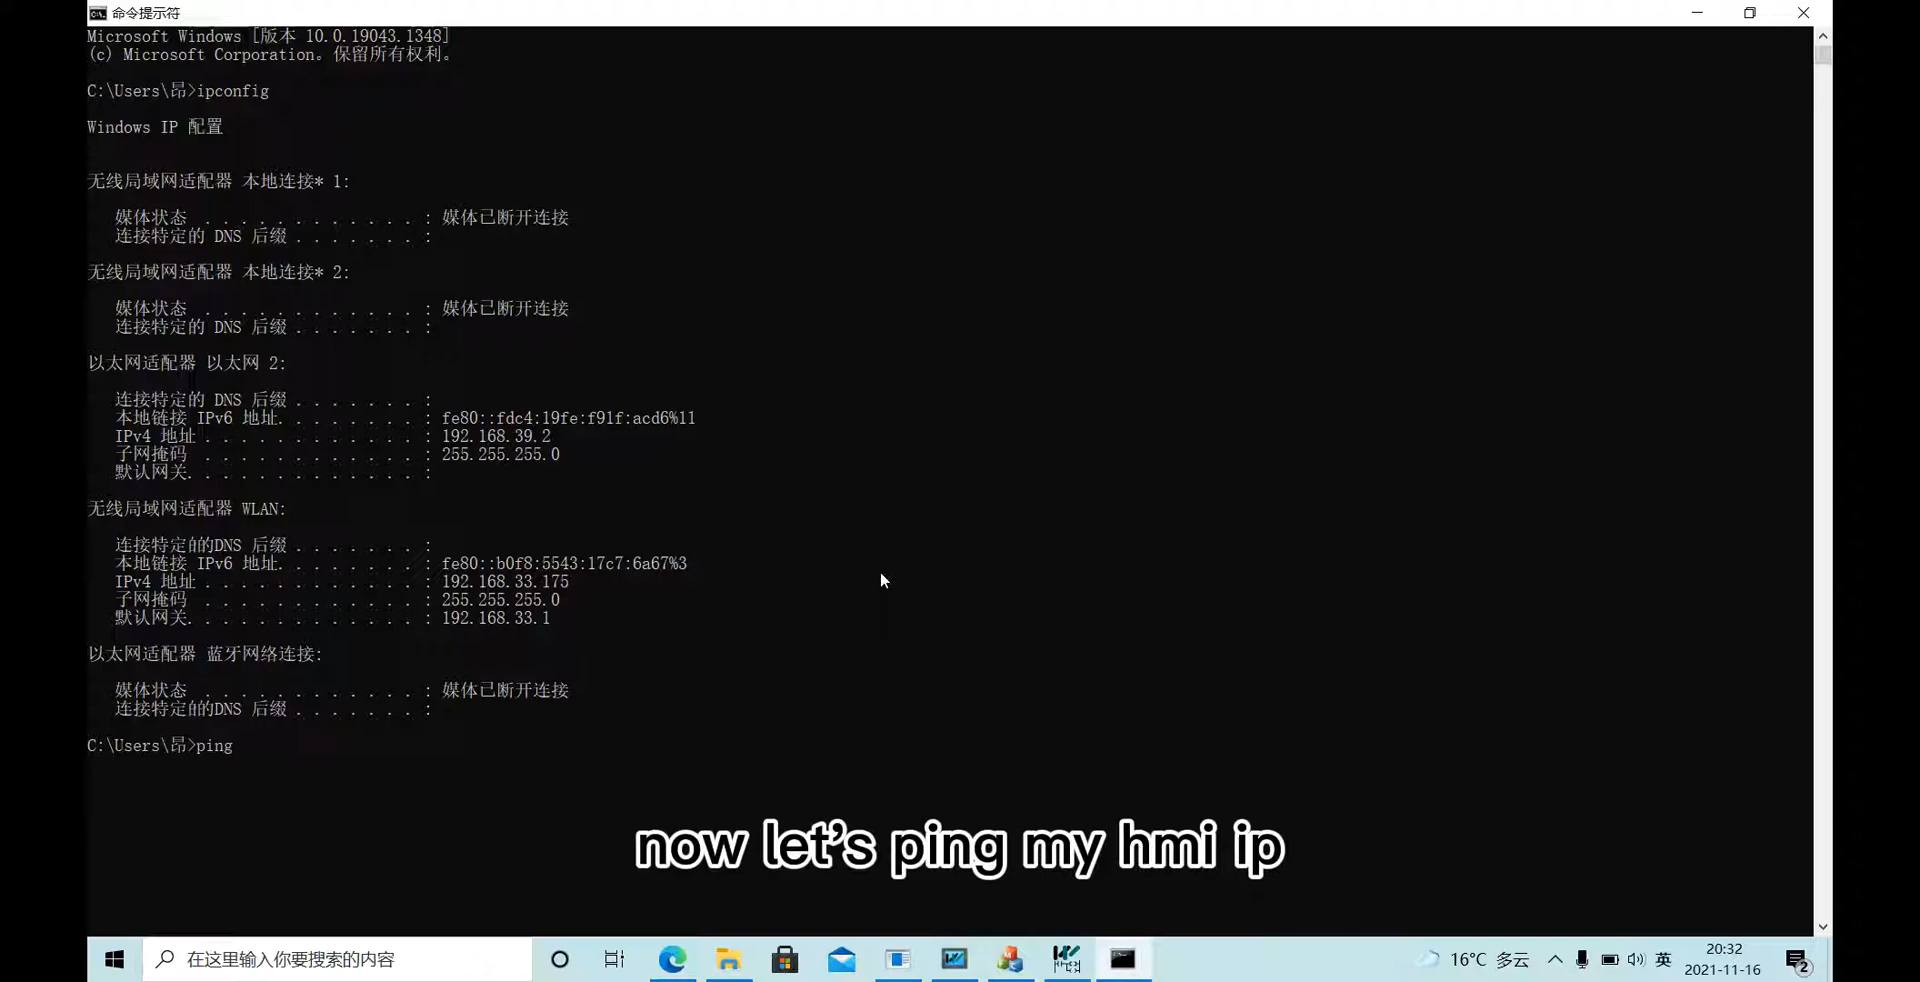 命令提示符
Microsoft Windows [版本 10.0.19043.1348]
(c) Microsoft Corporation。保留所有权利。
C:\Users\昂>ipconfig
Windows IP 配置
无线局域网适配器 本地连接* 1:
媒体状态 . . . . . . . . . . . . : 媒体已断开连接
连接特定的 DNS 后缀 . . . . . . . :
无线局域网适配器 本地连接* 2:
媒体状态 . . . . . . . . . . . . : 媒体已断开连接
连接特定的 DNS 后缀 . . . . . . . :
以太网适配器 以太网 2:
连接特定的 DNS 后缀 . . . . . . . :
本地链接 IPv6 地址. . . . . . . . : fe80::fdc4:19fe:f91f:acd6%11
IPv4 地址 . . . . . . . . . . . . : 192.168.39.2
子网掩码 . . . . . . . . . . . . : 255.255.255.0
默认网关. . . . . . . . . . . . . :
无线局域网适配器 WLAN:
连接特定的 DNS 后缀 . . . . . . . :
本地链接 IPv6 地址. . . . . . . . : fe80::b0f8:5543:17c7:6a67%3
IPv4 地址 . . . . . . . . . . . . : 192.168.33.175
子网掩码 . . . . . . . . . . . . : 255.255.255.0
默认网关. . . . . . . . . . . . . : 192.168.33.1
以太网适配器 蓝牙网络连接:
媒体状态 . . . . . . . . . . . . : 媒体已断开连接
连接特定的 DNS 后缀 . . . . . . . :
C:\Users\昂>ping
now let's ping my hmi ip
在这里输入你要搜索的内容
16°C 多云
英
20:32
2021-11-16
2